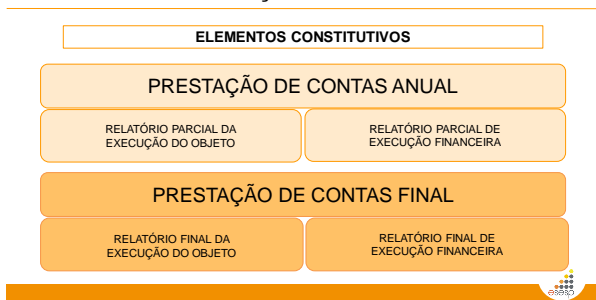 ELEMENTOS CONSTITUTIVOS
PRESTAÇÃO DE CONTAS ANUAL
RELATÓRIO PARCIAL DA
EXECUÇÃO DO OBJETO
RELATÓRIO PARCIAL DE
EXECUÇÃO FINANCEIRA
PRESTAÇÃO DE CONTAS FINAL
RELATÓRIO FINAL DA
EXECUÇÃO DO OBJETO
RELATÓRIO FINAL DE
EXECUÇÃO FINANCEIRA
esesp